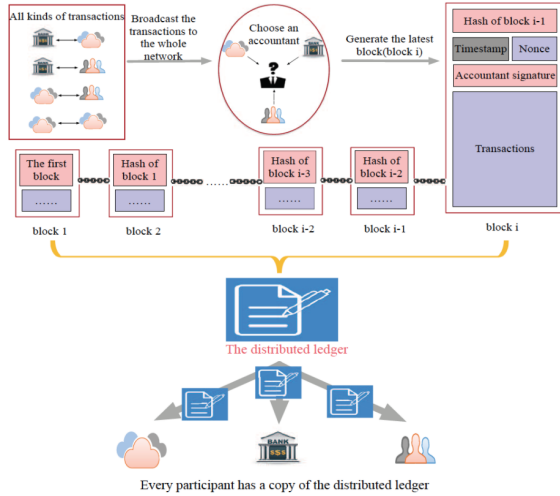 All kinds of transactions
Broadcast the
transactions to
the whole
network
Choose an
accountant
?
Generate the latest
block(block i)
Hash of block i-1
Timestamp
Nonce
Accountant signature
Transactions
The first
block
……
Hash of
block 1
……
……
Hash of
block i-3
……
Hash of
block i-2
……
block 1
block 2
block i-2
block i-1
block i
The distributed ledger
BANK
$$$
Every participant has a copy of the distributed ledger